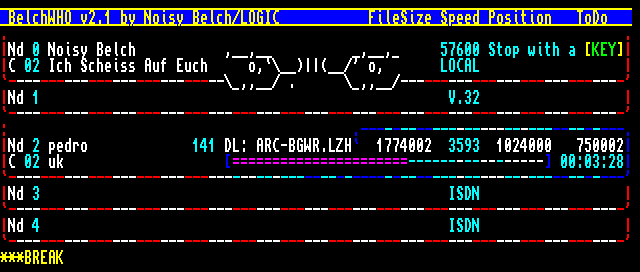 BelchWHO v2.1 by Noisy Belch/LOGIC FileSize Speed Position ToDo
Nd 0 Noisy Belch 57600 Stop with a [KEY]
C 02 Ich Scheiss Auf Euch LOCAL
Nd 1 V.32
Nd 2 pedro 141 DL: ARC-BGWR.LZH 1774002 3593 1024000 750002
C 02 uk 00:03:28
Nd 3 ISDN
Nd 4 ISDN
***BREAK